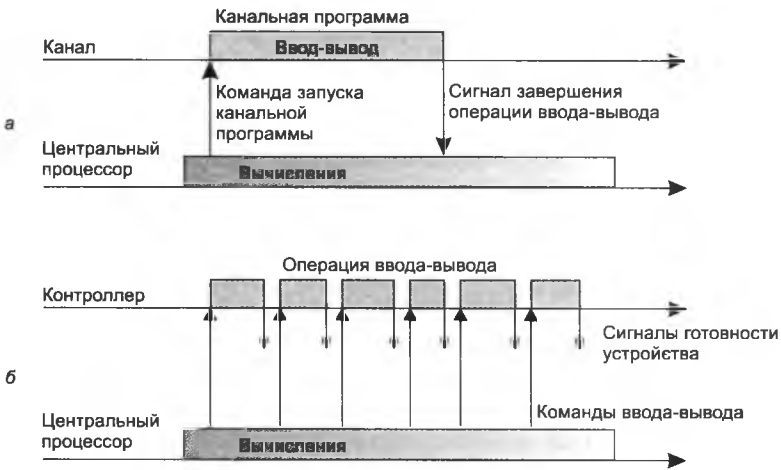 Канальная программа
Канал
Ввод-вывод
Команда запуска
канальной
программы
Сигнал завершения
операции ввода-вывода
а
Центральный
процессор
Вычисления
Операция ввода-вывода
Контроллер
Сигналы готовности
устройства
б
Команды ввода-вывода
Центральный
процессор
Вычисления